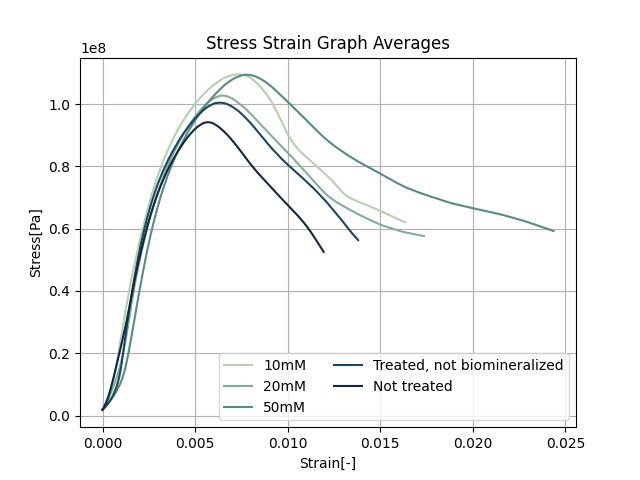 Stress Strain Graph Averages
1e8
1.0
0.8
0.6
0.4
0.2
0.0
Stress[Pa]
10mM
20mM
50mM
Treated, not biomineralized
Not treated
0.000 0.005 0.010 0.015 0.020 0.025
Strain[-]